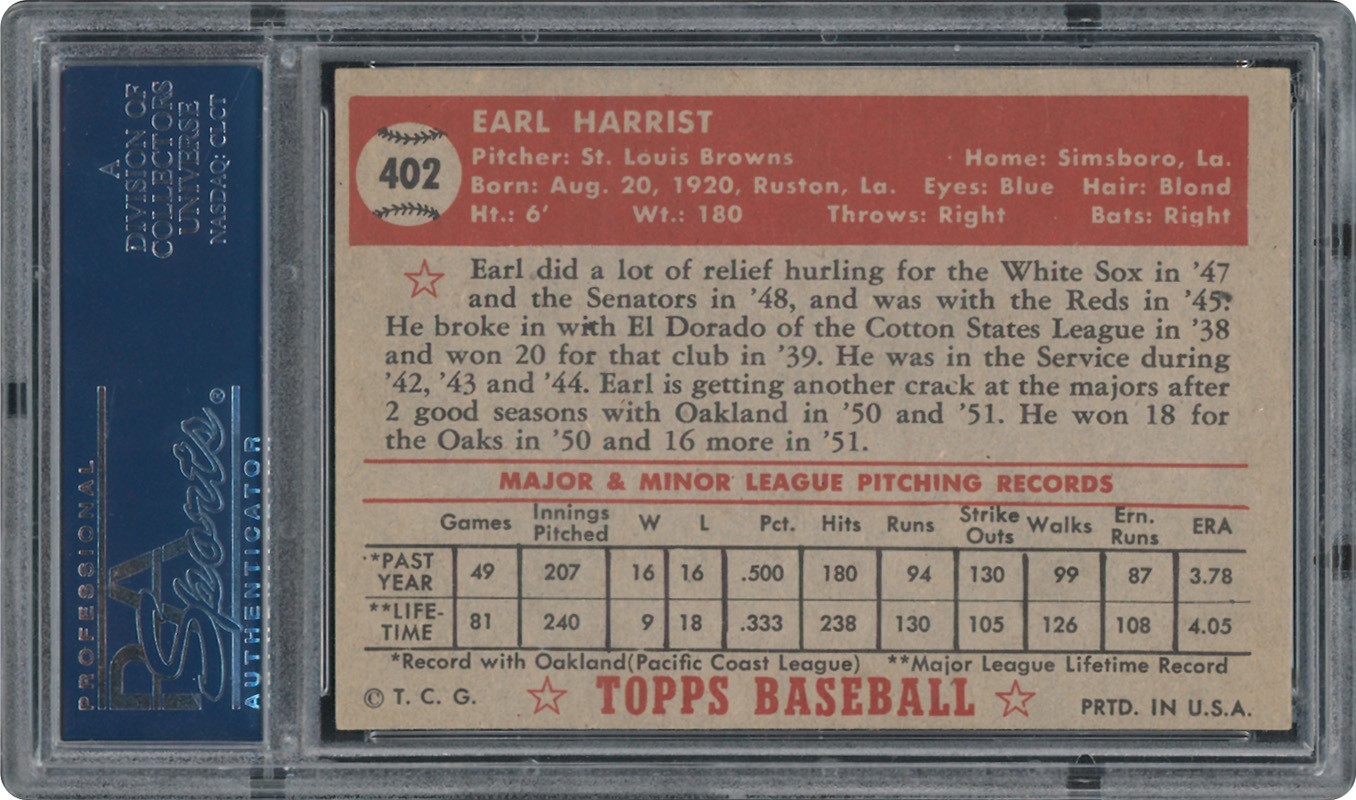 A
DIVISION OF
COLLECTORS
UNIVERSE
NASDAQ: CLCT
PROFESSIONAL
PSA
Sports®
AUTHENTICATOR
402
EARL HARRIST
Pitcher: St. Louis Browns Home: Simsboro, La.
Born: Aug. 20, 1920, Ruston, La. Eyes: Blue Hair: Blond
Ht.: 6' Wt.: 180 Throws: Right Bats: Right
Earl did a lot of relief hurling for the White Sox in '47
and the Senators in '48, and was with the Reds in '45.
He broke in with El Dorado of the Cotton States League in '38
and won 20 for that club in '39. He was in the Service during
'42, '43 and '44. Earl is getting another crack at the majors after
2 good seasons with Oakland in '50 and '51. He won 18 for
the Oaks in '50 and 16 more in '51.
MAJOR & MINOR LEAGUE PITCHING RECORDS
Games Innings Pitched W L Pct. Hits Runs Strike Outs Walks Ern. Runs ERA
*PAST YEAR 49 207 16 16 .500 180 94 130 99 87 3.78
**LIFE-TIME 81 240 9 18 .333 238 130 105 126 108 4.05
*Record with Oakland(Pacific Coast League) **Major League Lifetime Record
© T. C. G. ☆ TOPPS BASEBALL ☆ PRTD. IN U.S.A.